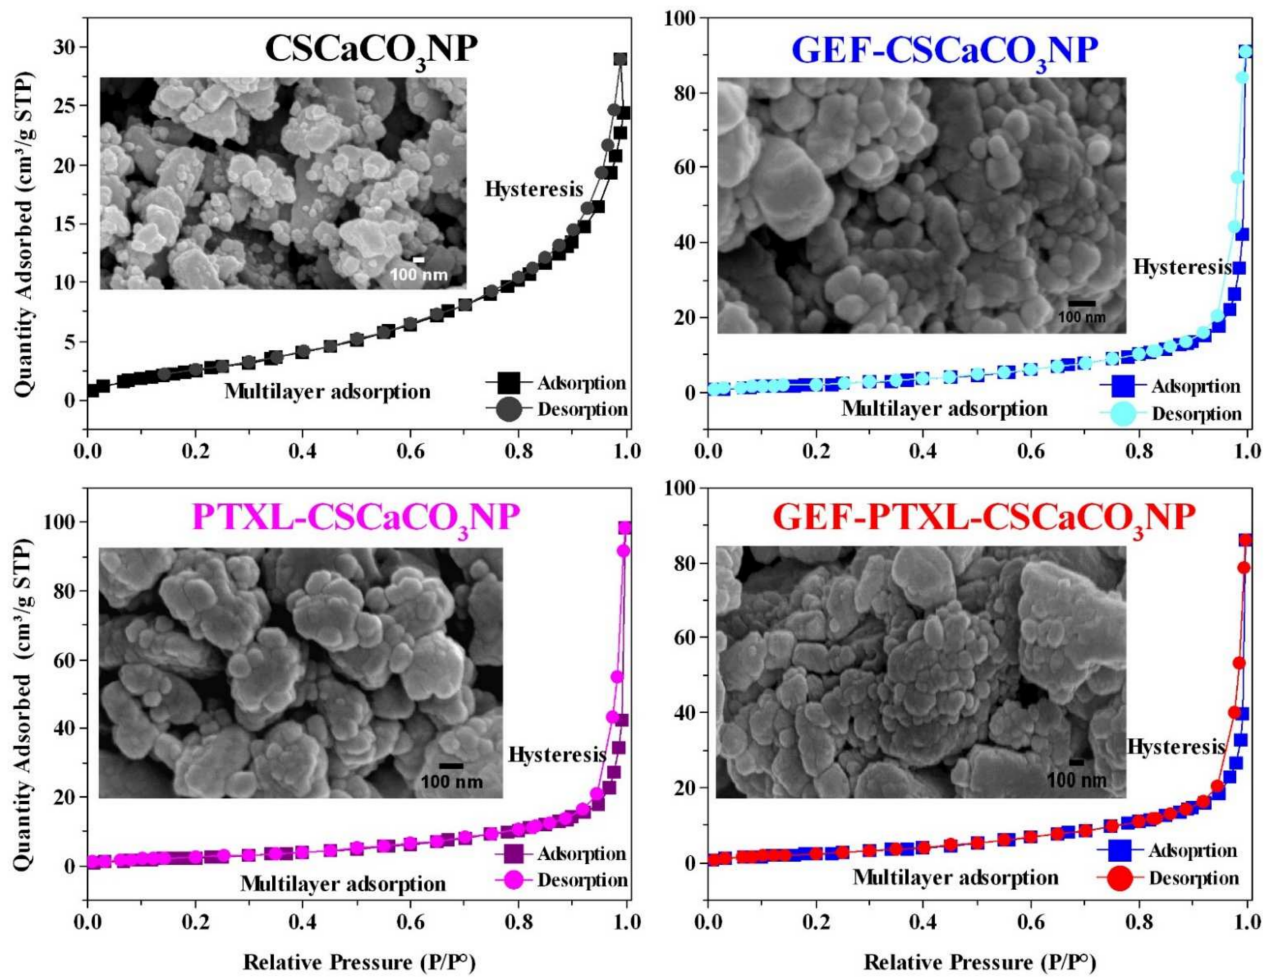 CSCaCO₃NP
Quantity Adsorbed (cm³/g STP)
30
25
20
15
10
5
0
100 nm
Hysteresis
Multilayer adsorption
Adsorption
Desorption
0.0 0.2 0.4 0.6 0.8 1.0
GEF-CSCaCO₃NP
100
80
60
40
20
0
100 nm
Hysteresis
Multilayer adsorption
Adsoprtion
Desorption
0.0 0.2 0.4 0.6 0.8 1.0
PTXL-CSCaCO₃NP
Quantity Adsorbed (cm³/g STP)
100
80
60
40
20
0
100 nm
Hysteresis
Multilayer adsorption
Adsorption
Desorption
0.0 0.2 0.4 0.6 0.8 1.0
Relative Pressure (P/P°)
GEF-PTXL-CSCaCO₃NP
100
80
60
40
20
0
100 nm
Hysteresis
Multilayer adsorption
Adsoprtion
Desorption
0.0 0.2 0.4 0.6 0.8 1.0
Relative Pressure (P/P°)